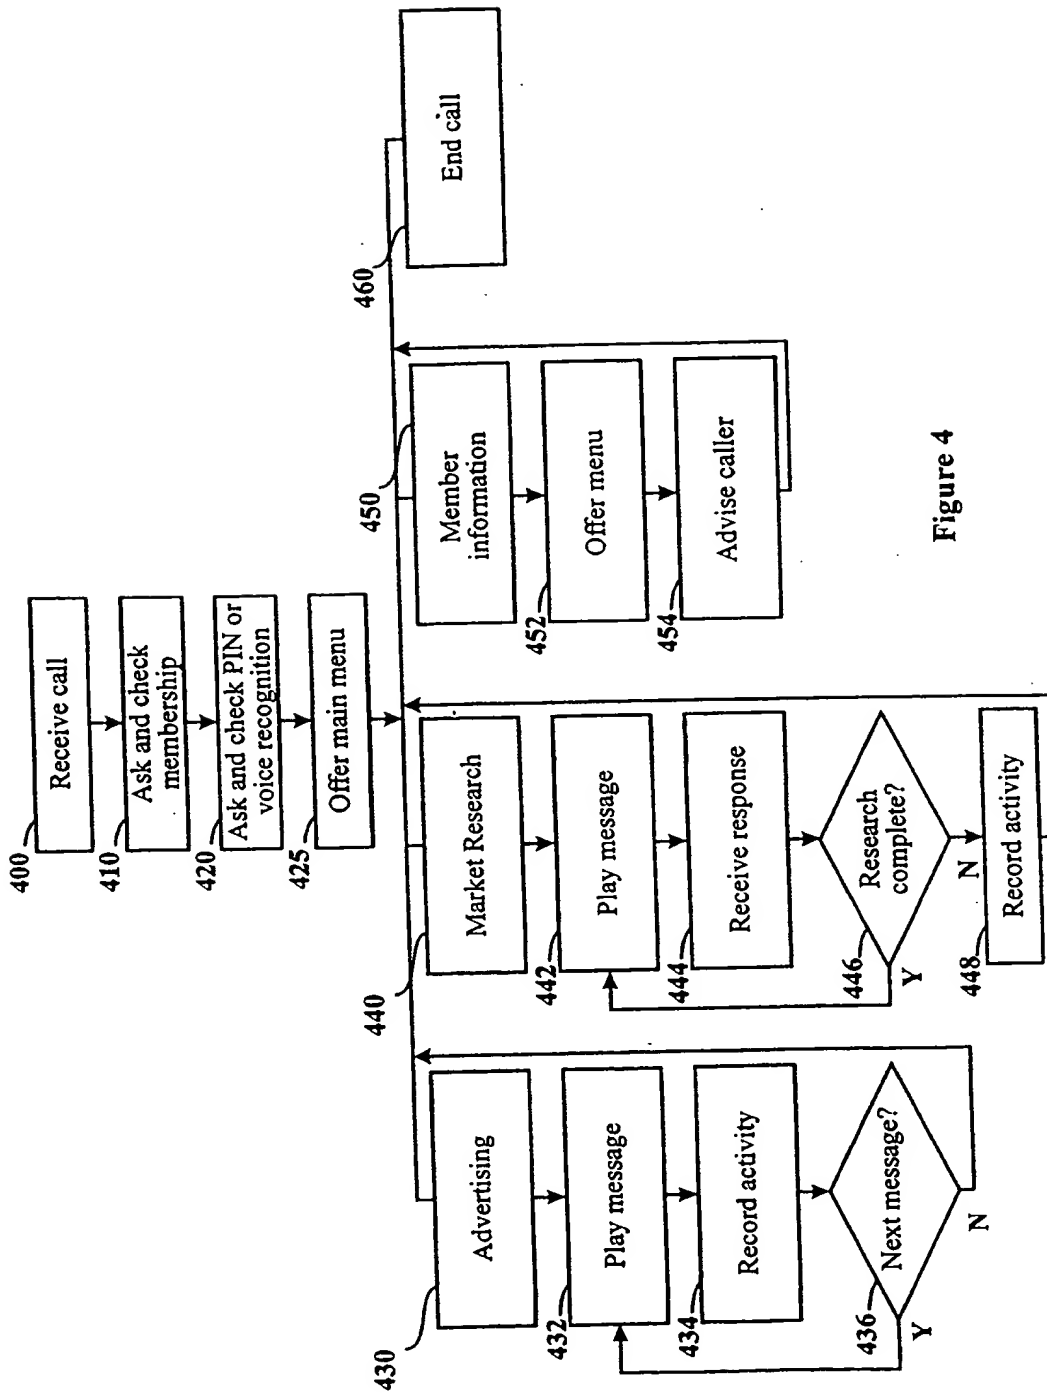 400
Receive call
410
Ask and check
membership
420
Ask and check PIN or
voice recognition
425
Offer main menu
430
Advertising
432
Play message
434
Record activity
436
Next message?
Y
N
440
Market Research
442
Play message
444
Receive response
446
Research
complete?
Y
N
448
Record activity
450
Member
information
452
Offer menu
454
Advise caller
460
End call
Figure 4